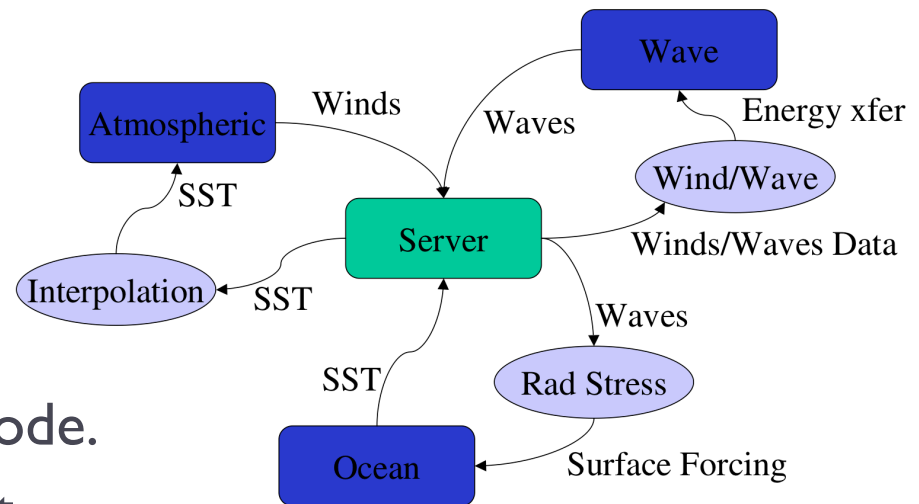 Wave
Winds
Energy xfer
Atmospheric
Waves
SST
Wind/Wave
Server
Winds/Waves Data
Interpolation
SST
Waves
SST
Rad Stress
ode.
Ocean
Surface Forcing